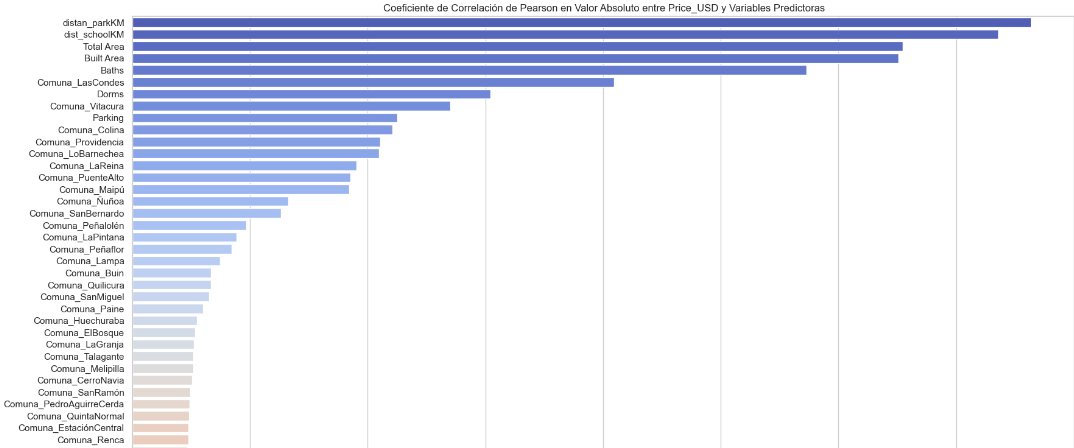 Coeficiente de Correlación de Pearson en Valor Absoluto entre Price_USD y Variables Predictoras
distan_parkKM
dist_schoolKM
Total Area
Built Area
Baths
Comuna_LasCondes
Dorms
Comuna_Vitacura
Parking
Comuna_Colina
Comuna_Providencia
Comuna_LoBarnechea
Comuna_LaReina
Comuna_PuenteAlto
Comuna_Maipú
Comuna_Ñuñoa
Comuna_SanBernardo
Comuna_Peñalolén
Comuna_LaPintana
Comuna_Peñaflor
Comuna_Lampa
Comuna_Buin
Comuna_Quilicura
Comuna_SanMiguel
Comuna_Paine
Comuna_Huechuraba
Comuna_ElBosque
Comuna_LaGranja
Comuna_Talagante
Comuna_Melipilla
Comuna_CerroNavia
Comuna_SanRamón
Comuna_PedroAguirreCerda
Comuna_QuintaNormal
Comuna_EstaciónCentral
Comuna_Renca